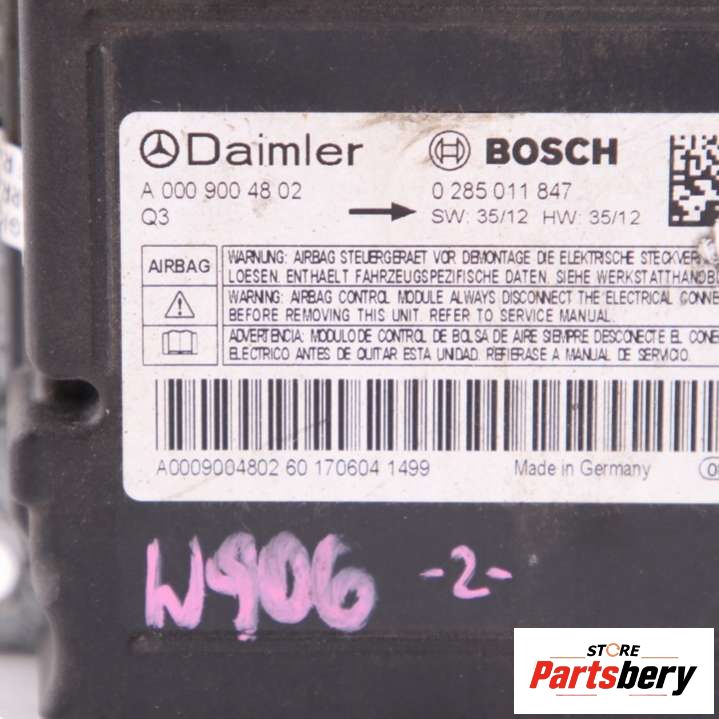 Daimler BOSCH
A 000 900 48 02 0 285 011 847
Q3 SW: 35/12 HW: 35/12
AIRBAG
WARNUNG: AIRBAG STEUERGERAET VOR DEMONTAGE DIE ELEKTRISCHE
LOESEN. ENTHAELT FAHRZEUGSPEZIFISCHE DATEN. SIEHE
WARNING: AIRBAG CONTROL MODULE ALWAYS DISCONNECT THE ELECTRICAL
BEFORE REMOVING THIS UNIT. REFER TO SERVICE MANUAL.
ADVERTENCIA: MODULO DE CONTROL DE BOLSA DE AIRE SIEMPRE DESCONECTE EL
ELECTRICO ANTES DE QUITAR ESTA UNIDAD. REFIERASE A MANUAL DE SERVICIO.
A0009004802 60 170604 1499 Made in Germany
W906 -2-
STORE
Partsbery